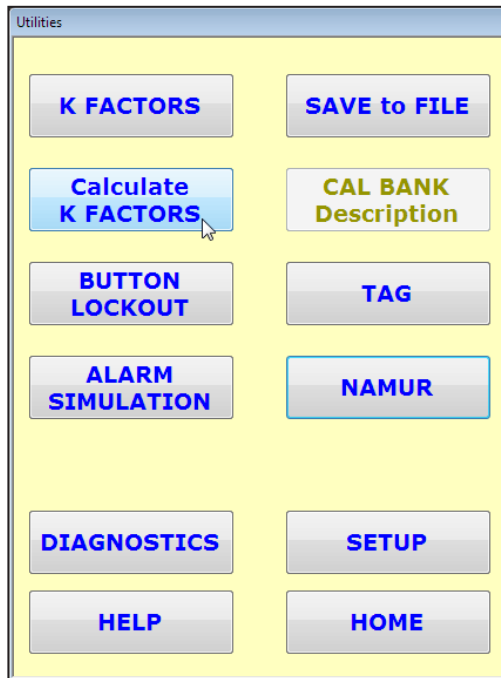 Utilities
K FACTORS
SAVE to FILE
Calculate
K FACTORS
CAL BANK
Description
BUTTON
LOCKOUT
TAG
ALARM
SIMULATION
NAMUR
DIAGNOSTICS
SETUP
HELP
HOME